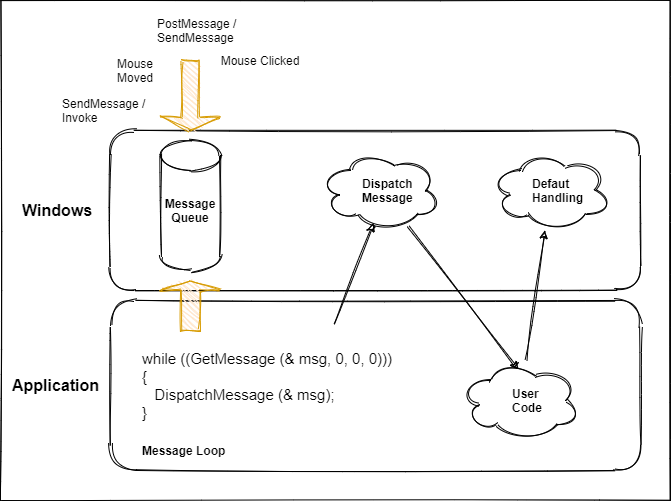 PostMessage /
SendMessage
Mouse
Moved
Mouse Clicked
SendMessage /
Invoke
Windows
Message
Queue
Dispatch
Message
Defaut
Handling
Application
while ((GetMessage (& msg, 0, 0, 0)))
{
DispatchMessage (& msg);
}
User
Code
Message Loop